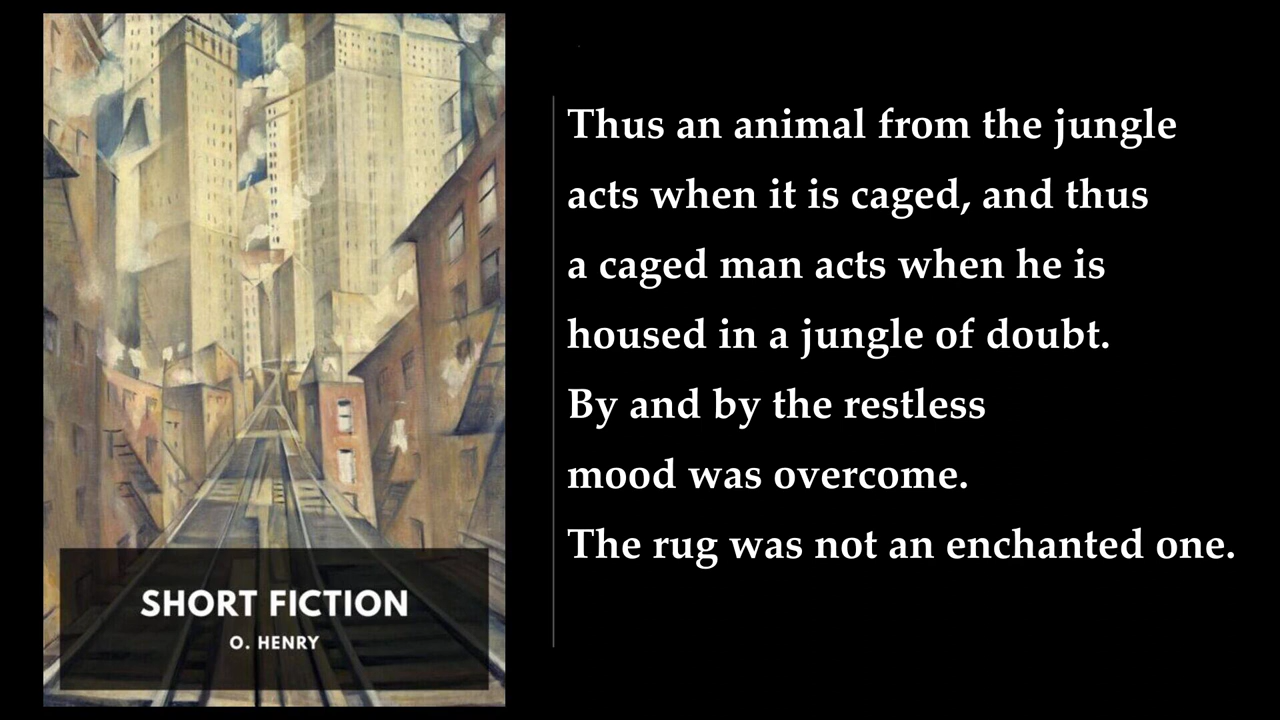 SHORT FICTION
O. HENRY
Thus an animal from the jungle
acts when it is caged, and thus
a caged man acts when he is
housed in a jungle of doubt.
By and by the restless
mood was overcome.
The rug was not an enchanted one.